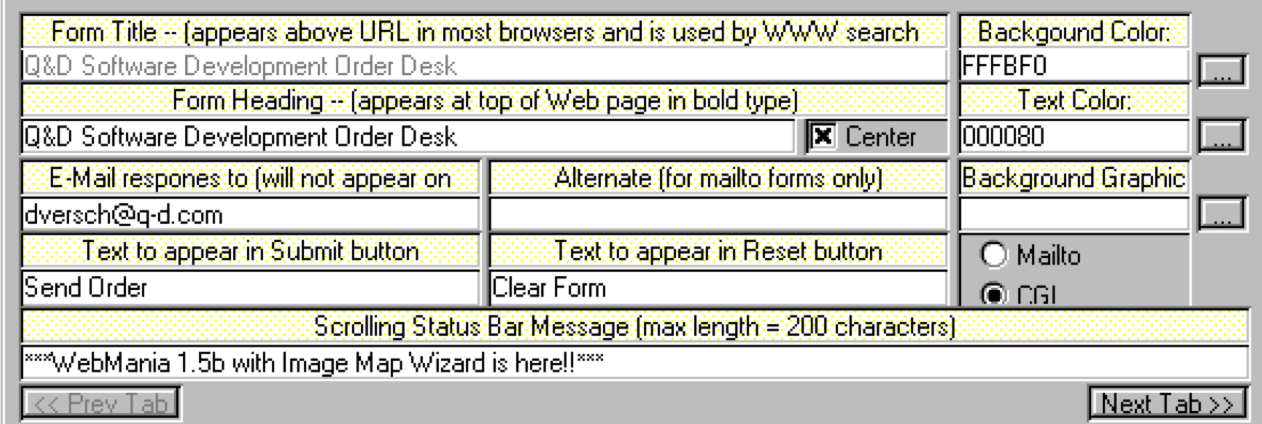 Form Title -- (appears above URL in most browsers and is used by WWW search
Backgound Color:
Q&D Software Development Order Desk
FFFBF0
...
Form Heading -- (appears at top of Web page in bold type)
Text Color:
Q&D Software Development Order Desk
Center
000080
...
E-Mail respones to (will not appear on
Alternate (for mailto forms only)
Background Graphic
dversch@q-d.com
...
Text to appear in Submit button
Text to appear in Reset button
Mailto
Send Order
Clear Form
CGI
Scrolling Status Bar Message (max length = 200 characters)
***WebMania 1.5b with Image Map Wizard is here!!***
<< Prev Tab
Next Tab >>